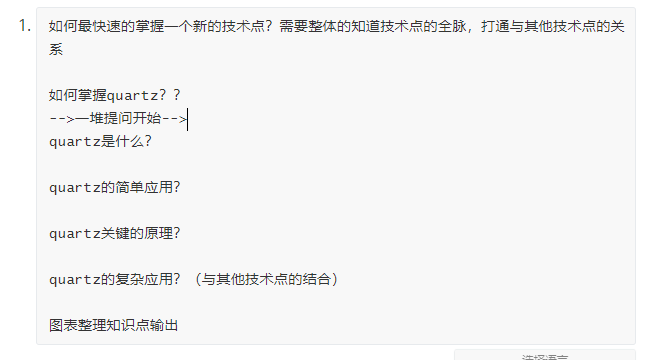 1. 如何最快速的掌握一个新的技术点？需要整体的知道技术点的全脉，打通与其他技术点的关
系
如何掌握quartz？？
-->一堆提问开始-->
quartz是什么？
quartz的简单应用？
quartz关键的原理？
quartz的复杂应用？（与其他技术点的结合）
图表整理知识点输出
选择语言